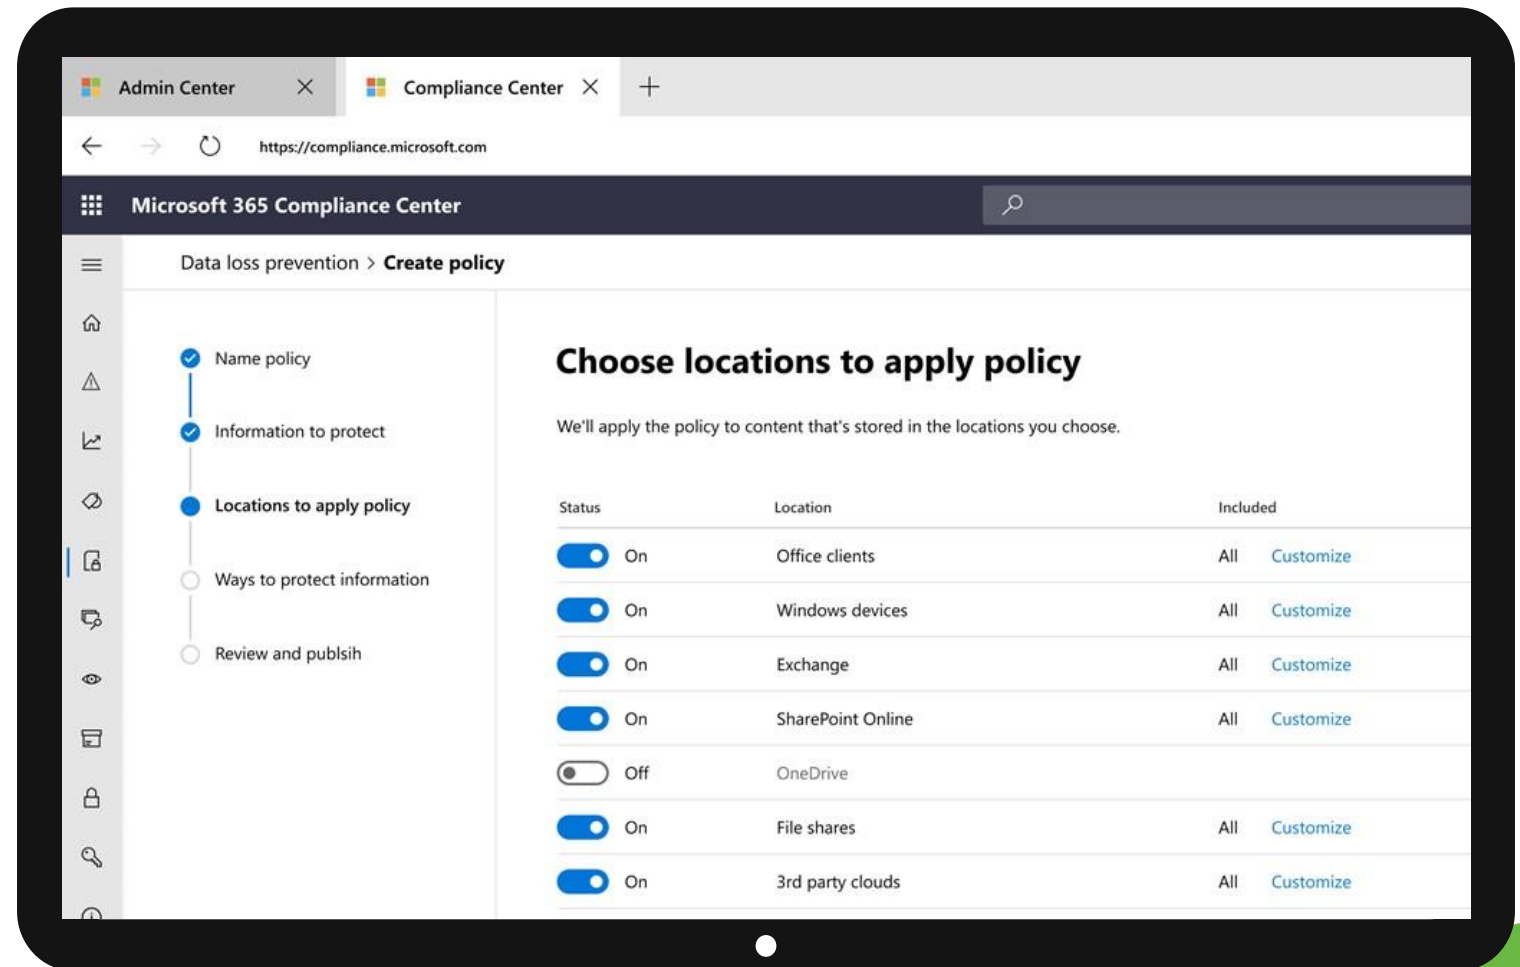 Admin Center
Compliance Center
https://compliance.microsoft.com
Microsoft 365 Compliance Center
Data loss prevention > Create policy
Name policy
Information to protect
Locations to apply policy
Ways to protect information
Review and publsih
Choose locations to apply policy
We'll apply the policy to content that's stored in the locations you choose.
Status Location Included
On Office clients All Customize
On Windows devices All Customize
On Exchange All Customize
On SharePoint Online All Customize
Off OneDrive
On File shares All Customize
On 3rd party clouds All Customize